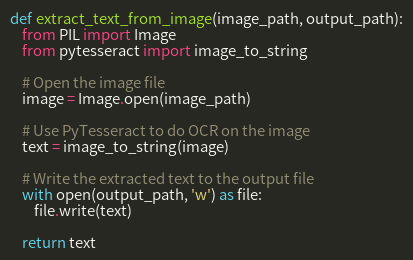 def extract_text_from_image(image_path, output_path):
    from PIL import Image
    from pytesseract import image_to_string

    # Open the image file
    image = Image.open(image_path)

    # Use PyTesseract to do OCR on the image
    text = image_to_string(image)

    # Write the extracted text to the output file
    with open(output_path, 'w') as file:
        file.write(text)

    return text